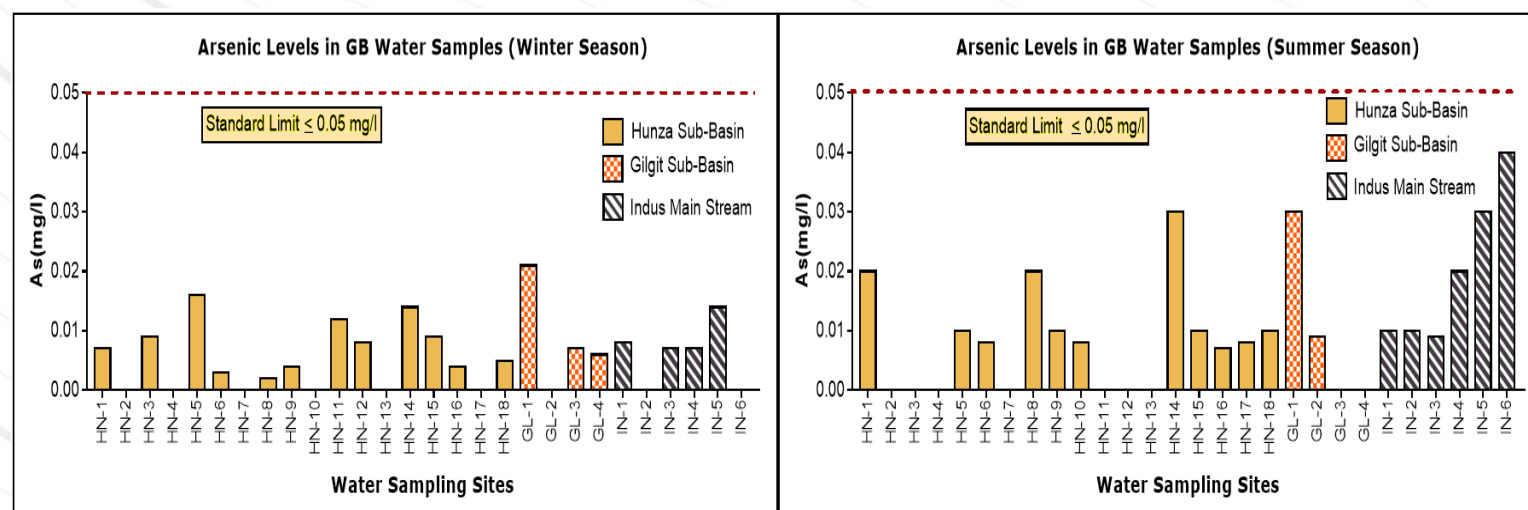 Arsenic Levels in GB Water Samples (Winter Season)
As(mg/l)
0.05
0.04
0.03
0.02
0.01
0.00
Standard Limit ≤ 0.05 mg/l
Hunza Sub-Basin
Gilgit Sub-Basin
Indus Main Stream
HN-1
HN-2
HN-3
HN-4
HN-5
HN-6
HN-7
HN-8
HN-9
HN-10
HN-11
HN-12
HN-13
HN-14
HN-15
HN-16
HN-17
HN-18
GL-1
GL-2
GL-3
GL-4
IN-1
IN-2
IN-3
IN-4
IN-5
IN-6
Water Sampling Sites
Arsenic Levels in GB Water Samples (Summer Season)
As(mg/l)
0.05
0.04
0.03
0.02
0.01
0.00
Standard Limit ≤ 0.05 mg/l
Hunza Sub-Basin
Gilgit Sub-Basin
Indus Main Stream
HN-1
HN-2
HN-3
HN-4
HN-5
HN-6
HN-7
HN-8
HN-9
HN-10
HN-11
HN-12
HN-13
HN-14
HN-15
HN-16
HN-17
HN-18
GL-1
GL-2
GL-3
GL-4
IN-1
IN-2
IN-3
IN-4
IN-5
IN-6
Water Sampling Sites